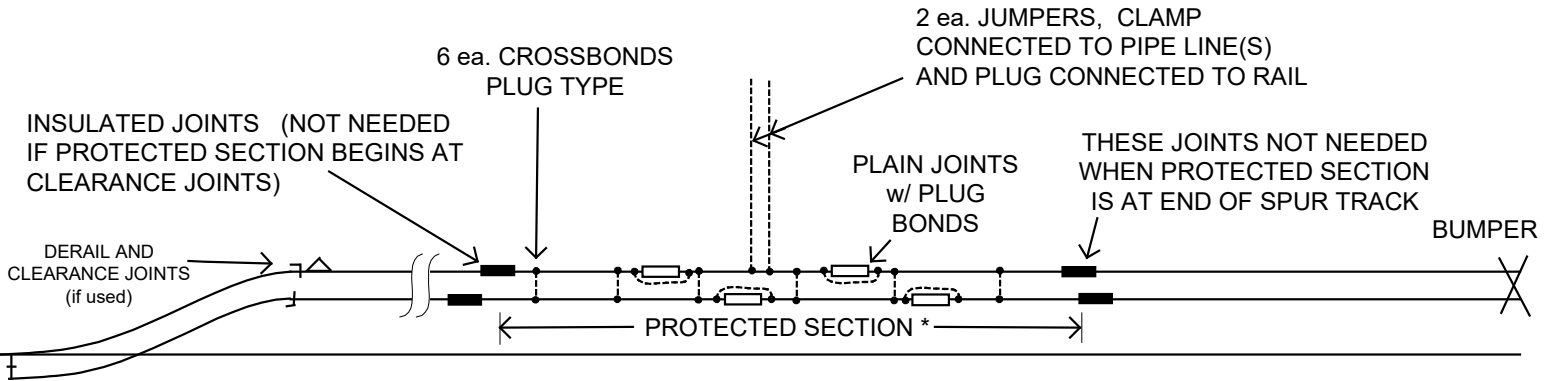 2 ea. JUMPERS, CLAMP
CONNECTED TO PIPE LINE(S)
AND PLUG CONNECTED TO RAIL
6 ea. CROSSBONDS
PLUG TYPE
INSULATED JOINTS (NOT NEEDED
IF PROTECTED SECTION BEGINS AT
CLEARANCE JOINTS)
THESE JOINTS NOT NEEDED
WHEN PROTECTED SECTION
IS AT END OF SPUR TRACK
PLAIN JOINTS
w/ PLUG
BONDS
BUMPER
DERAIL AND
CLEARANCE JOINTS
(if used)
PROTECTED SECTION *